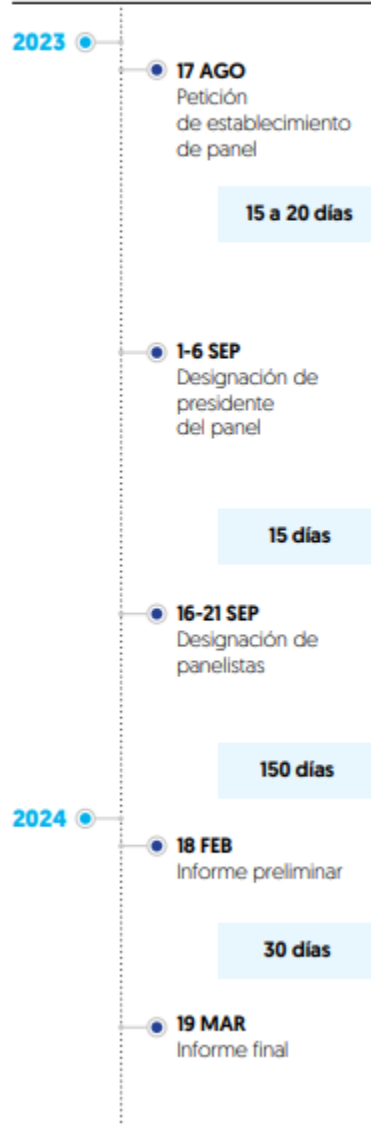 2023
17 AGO
Petición
de establecimiento
de panel
15 a 20 días
1-6 SEP
Designación de
presidente
del panel
15 días
16-21 SEP
Designación de
panelistas
150 días
2024
18 FEB
Informe preliminar
30 días
19 MAR
Informe final